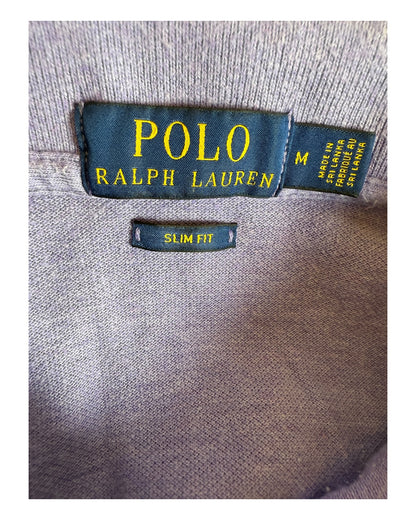 POLO
RALPH LAUREN
M
MADE IN
SRI LANKA
FABRIQUÉ AU
SRI LANKA
SLIM FIT